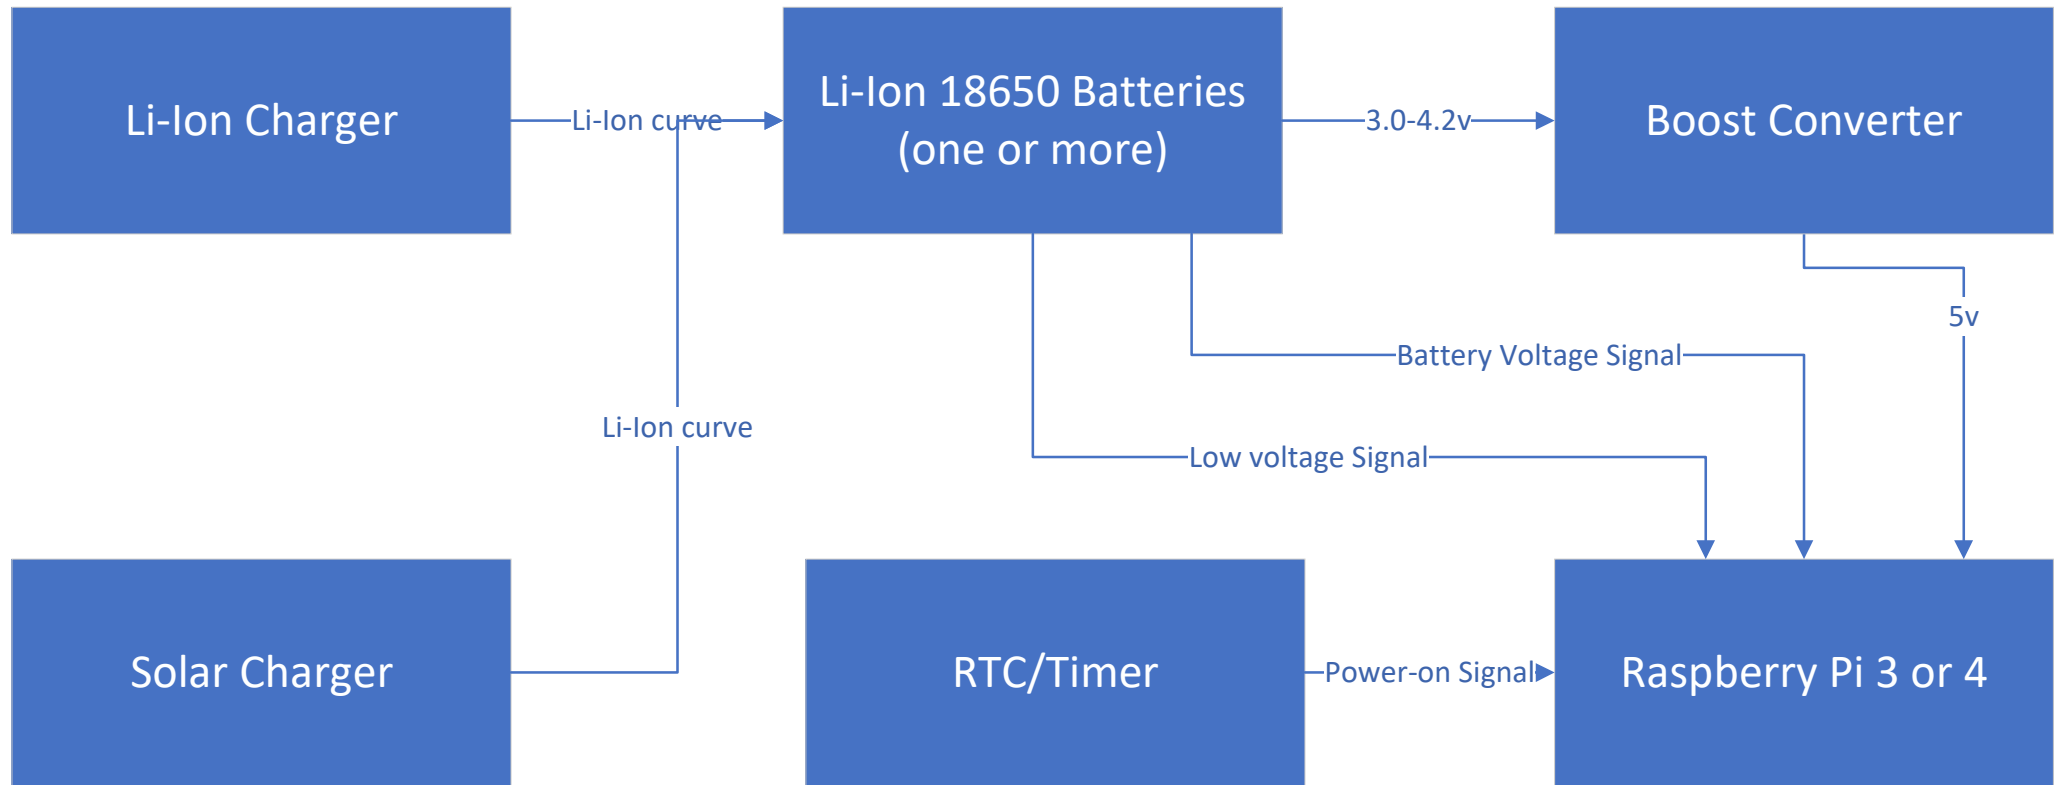 Li-Ion Charger
Li-Ion curve
Li-Ion 18650 Batteries
(one or more)
3.0-4.2v
Boost Converter
5v
Battery Voltage Signal
Li-Ion curve
Low voltage Signal
Solar Charger
RTC/Timer
Power-on Signal
Raspberry Pi 3 or 4